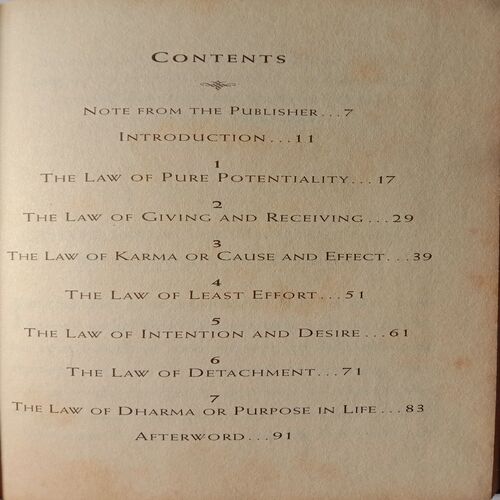 CONTENTS
NOTE FROM THE PUBLISHER...7
INTRODUCTION...11
1
THE LAW OF PURE POTENTIALITY...17
2
THE LAW OF GIVING AND RECEIVING...29
3
THE LAW OF KARMA OR CAUSE AND EFFECT...39
4
THE LAW OF LEAST EFFORT...51
5
THE LAW OF INTENTION AND DESIRE...61
6
THE LAW OF DETACHMENT...71
7
THE LAW OF DHARMA OR PURPOSE IN LIFE...83
AFTERWORD...91